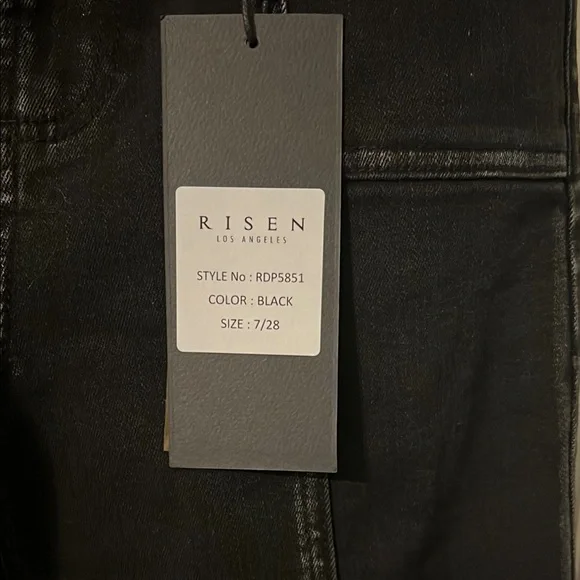 RISEN
LOS ANGELES
STYLE No : RDP5851
COLOR : BLACK
SIZE : 7/28